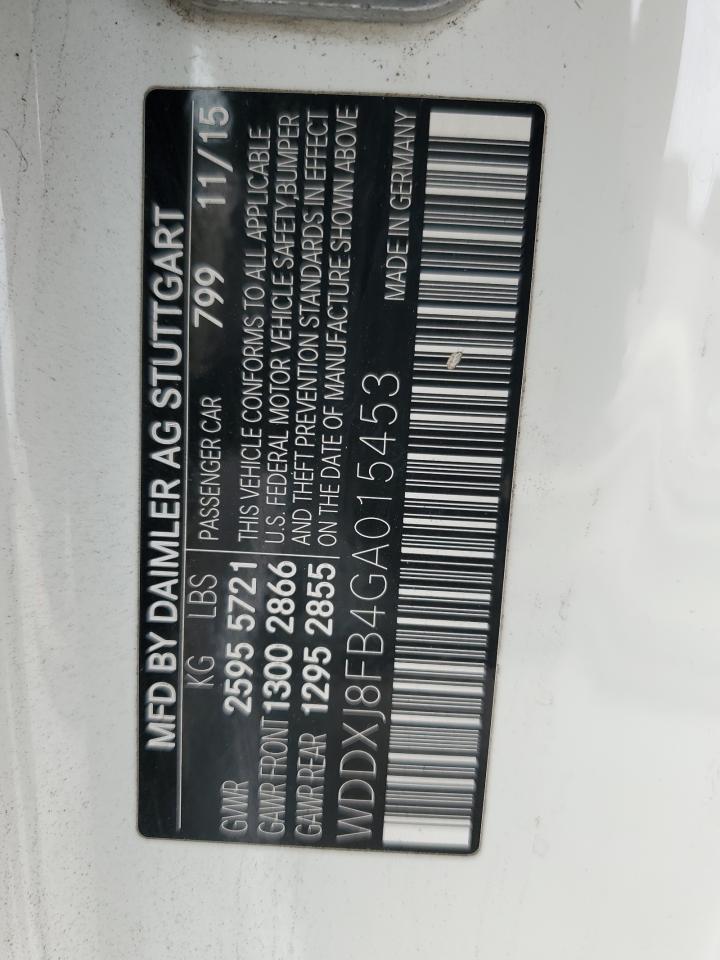 MFD BY DAIMLER AG STUTTGART
KG LBS PASSENGER CAR 799 11/15
GVWR 2595 5721 THIS VEHICLE CONFORMS TO ALL APPLICABLE
GAWR FRONT 1300 2866 U.S. FEDERAL MOTOR VEHICLE SAFETY,BUMPER
GAWR REAR 1295 2855 AND THEFT PREVENTION STANDARDS IN EFFECT
ON THE DATE OF MANUFACTURE SHOWN ABOVE
WDDXJ8FB4GA015453 MADE IN GERMANY